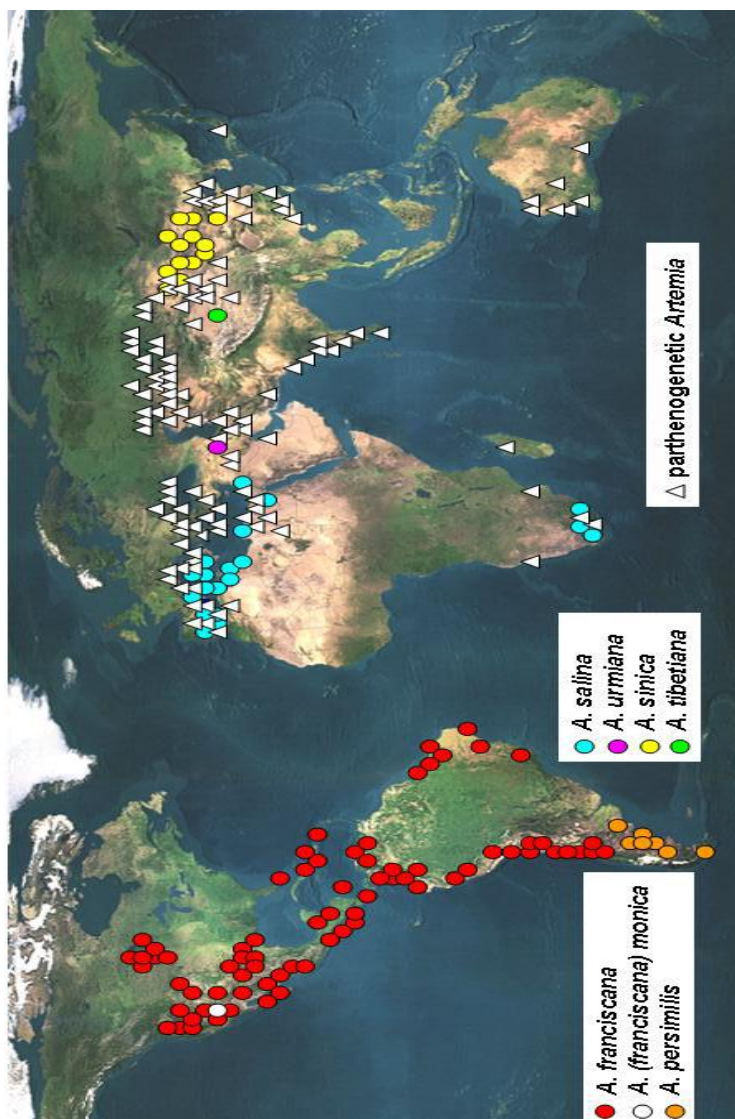 A. franciscana
A. (franciscana) monica
A. persimilis
A. salina
A. urmiana
A. sinica
A. tibetiana
parthenogenetic Artemia